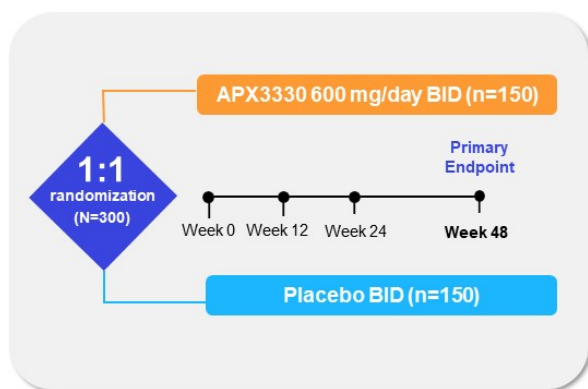 APX3330 600 mg/day BID (n=150)
1:1
randomization
(N=300)
Primary
Endpoint
Week 0
Week 12
Week 24
Week 48
Placebo BID (n=150)